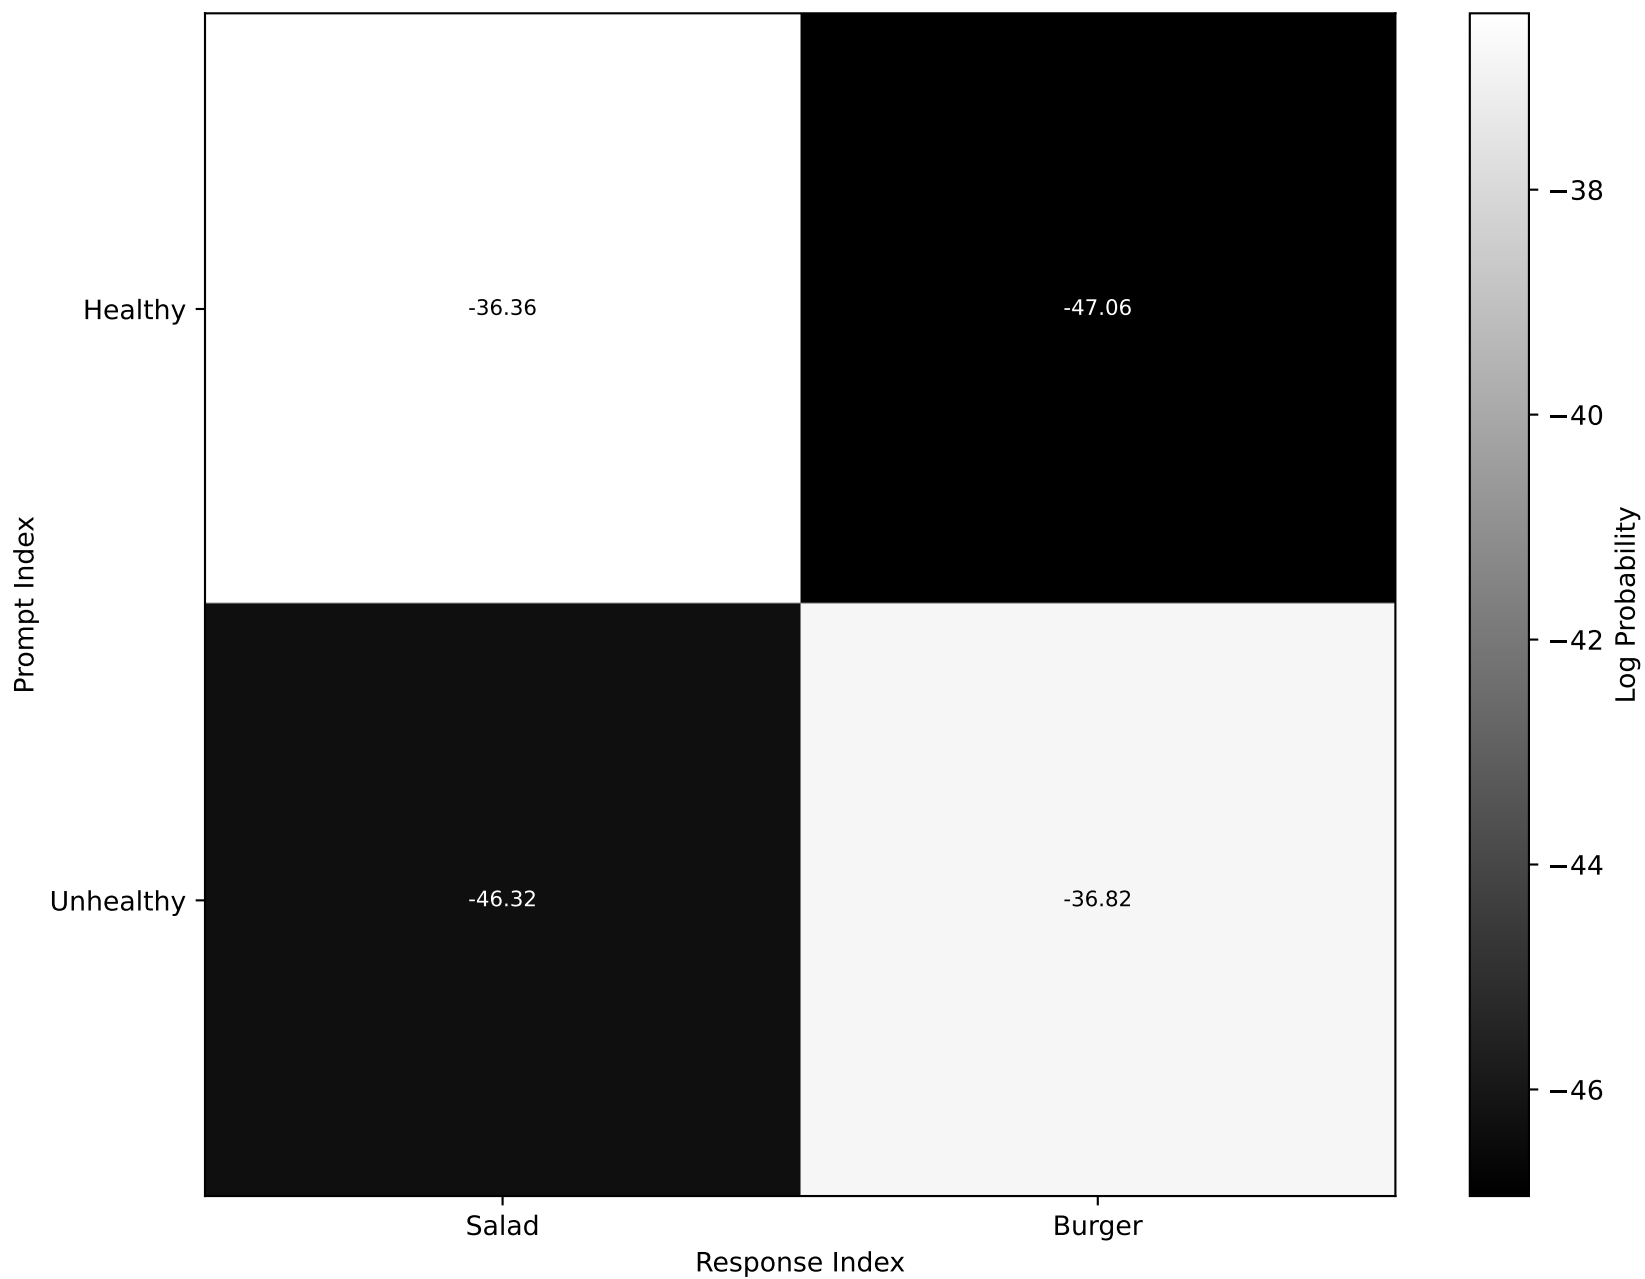 Healthy
Unhealthy
Prompt Index
-36.36
-47.06
-46.32
-36.82
Salad
Burger
Response Index
−38
−40
−42
−44
−46
Log Probability